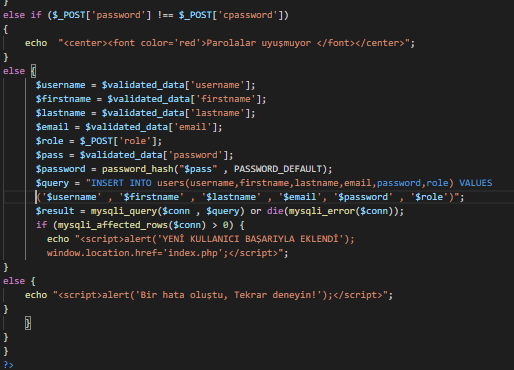 }
else if ($_POST['password'] !== $_POST['cpassword'])
{
echo "<center><font color='red'>Parolalar uyuşmuyor </font></center>";
}
else {
$username = $validated_data['username'];
$firstname = $validated_data['firstname'];
$lastname = $validated_data['lastname'];
$email = $validated_data['email'];
$role = $_POST['role'];
$pass = $validated_data['password'];
$password = password_hash("$pass" , PASSWORD_DEFAULT);
$query = "INSERT INTO users(username,firstname,lastname,email,password,role) VALUES
('$username' , '$firstname' , '$lastname' , '$email', '$password' , '$role')";
$result = mysqli_query($conn , $query) or die(mysqli_error($conn));
if (mysqli_affected_rows($conn) > 0) {
echo "<script>alert('YENİ KULLANICI BAŞARIYLA EKLENDİ');
window.location.href='index.php';</script>";
}
else {
echo "<script>alert('Bir hata oluştu, Tekrar deneyin!');</script>";
}
}
}
}
?>